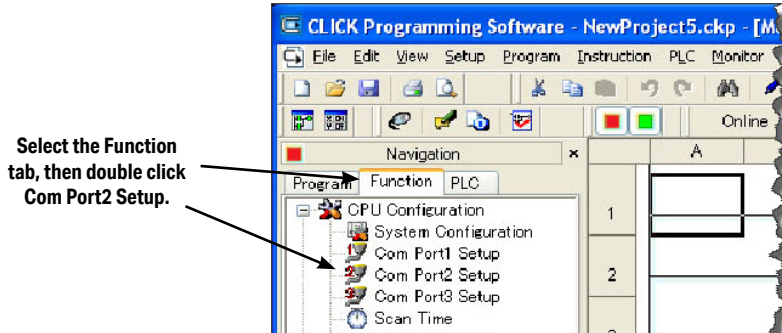 CLICK Programming Software - NewProject5.ckp - [M
File Edit View Setup Program Instruction PLC Monitor
Online
Select the Function
tab, then double click
Com Port2 Setup.
Navigation
A
Program Function PLC
CPU Configuration
System Configuration
Com Port1 Setup
Com Port2 Setup
Com Port3 Setup
Scan Time
1
2